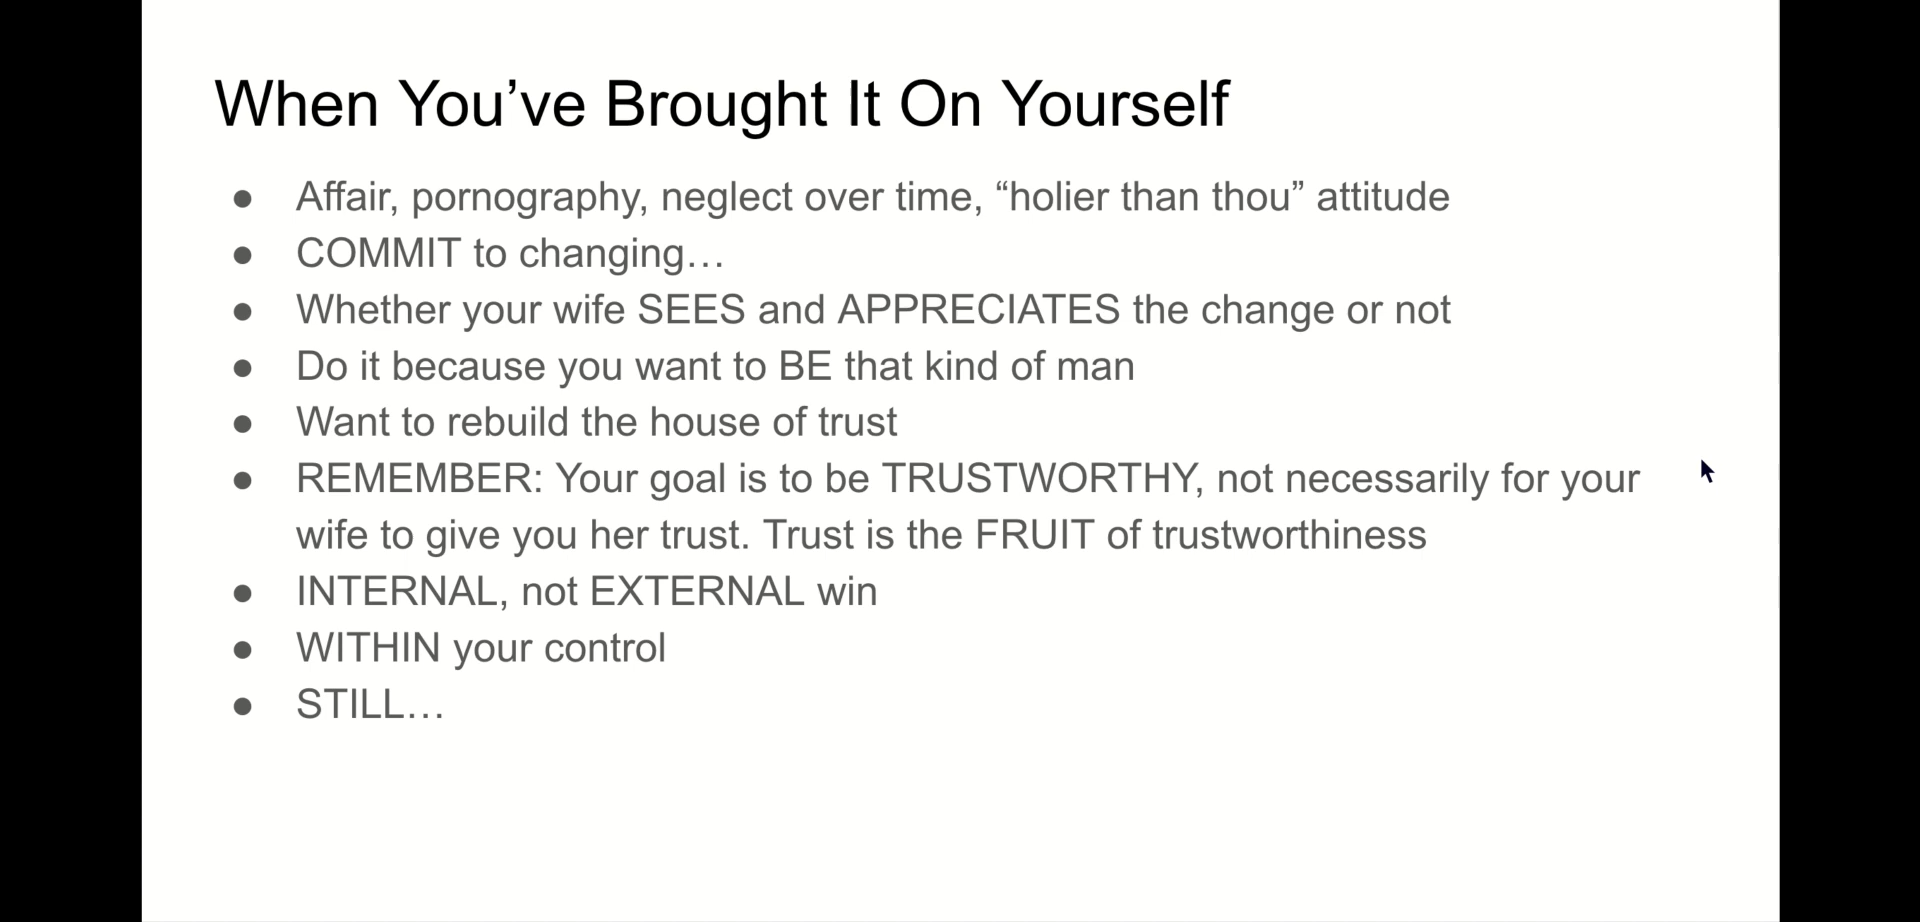 When You’ve Brought It On Yourself
● Affair, pornography, neglect over time, “holier than thou” attitude
● COMMIT to changing…
● Whether your wife SEES and APPRECIATES the change or not
● Do it because you want to BE that kind of man
● Want to rebuild the house of trust
● REMEMBER: Your goal is to be TRUSTWORTHY, not necessarily for your
wife to give you her trust. Trust is the FRUIT of trustworthiness
● INTERNAL, not EXTERNAL win
● WITHIN your control
● STILL…